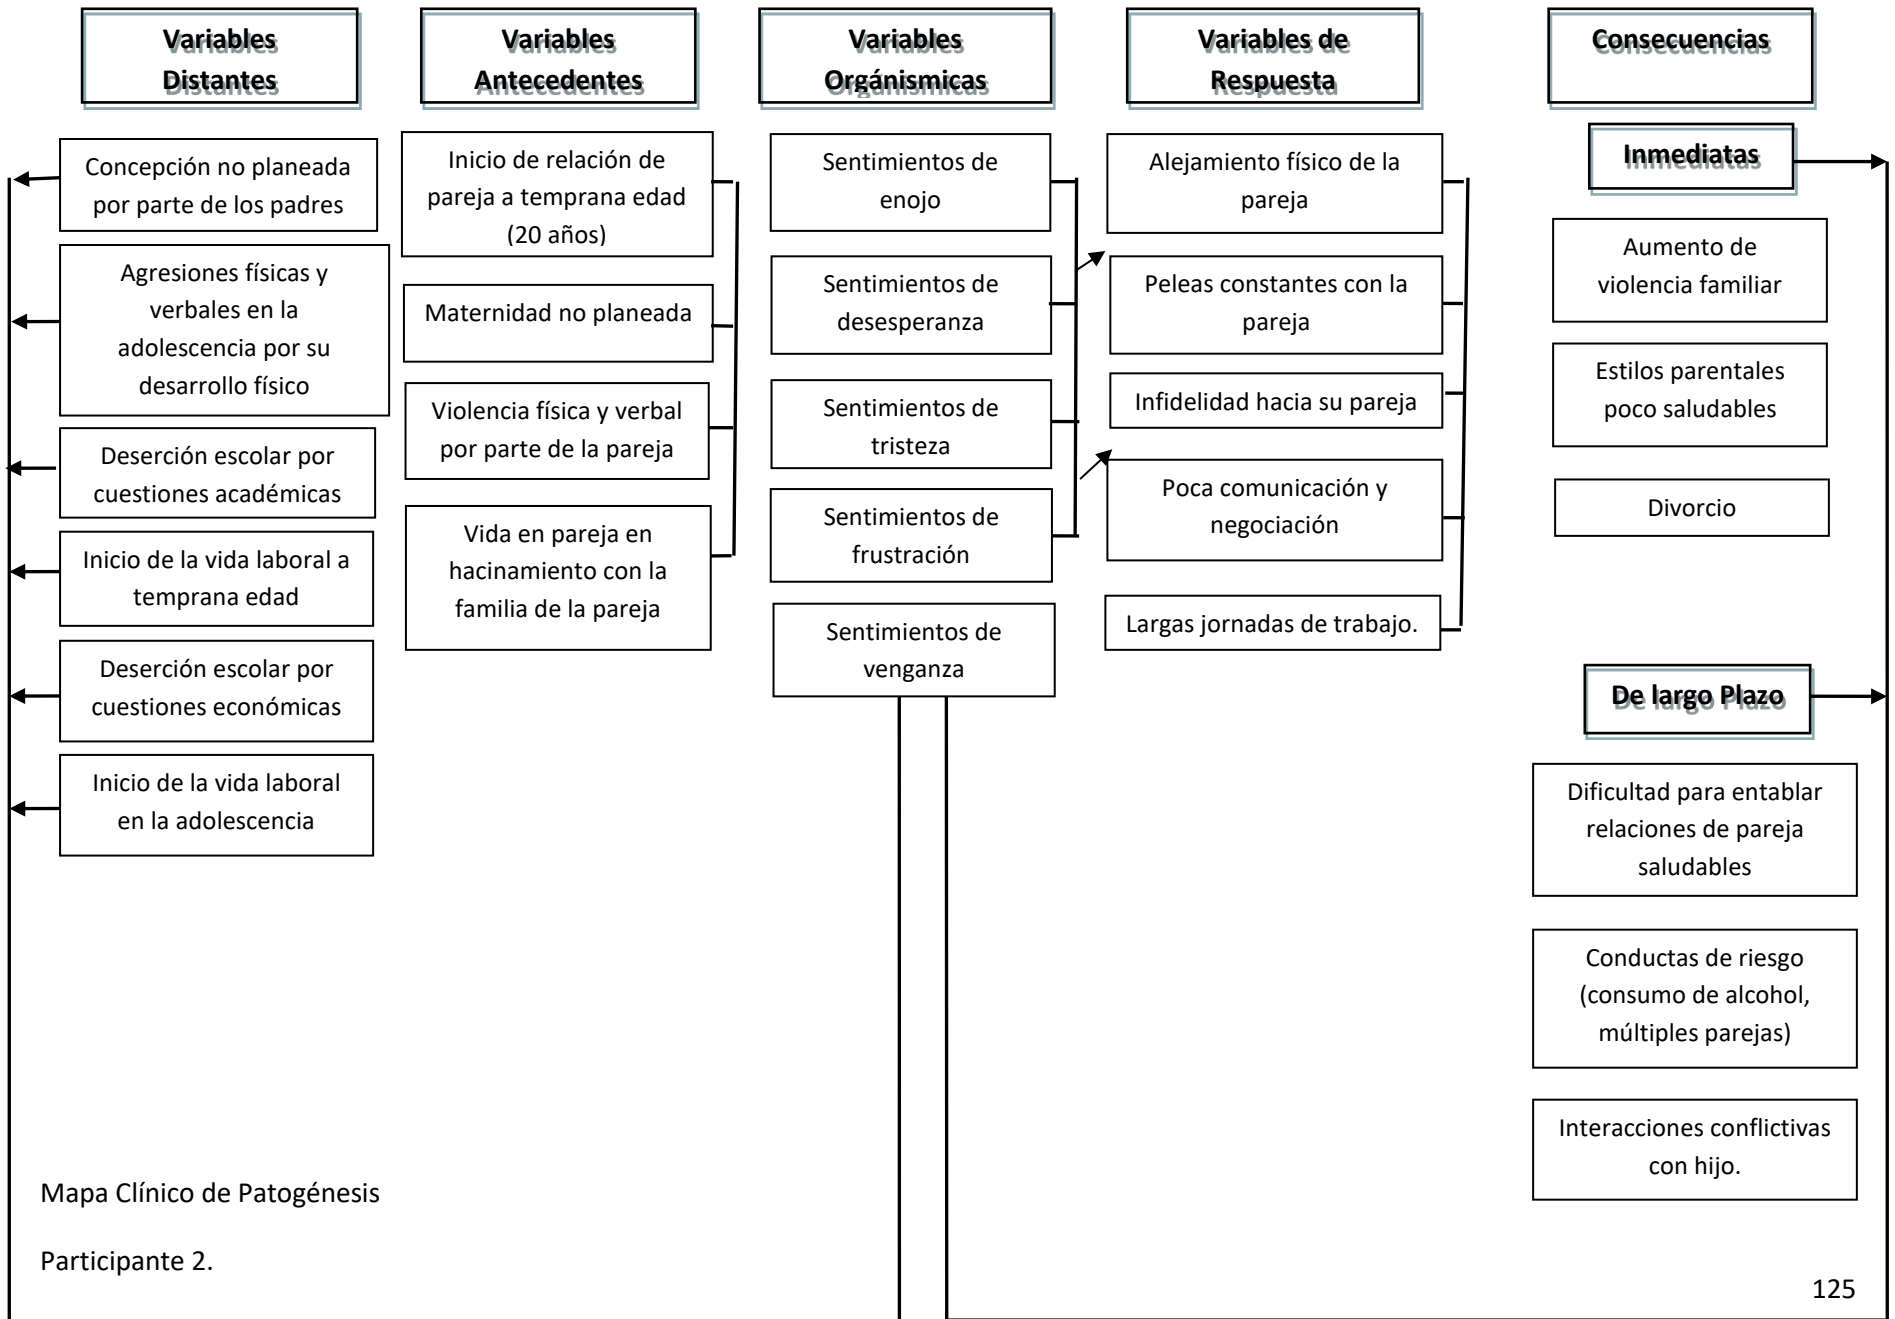 Variables
Distantes
Concepción no planeada
por parte de los padres
Agresiones físicas y
verbales en la
adolescencia por su
desarrollo físico
Deserción escolar por
cuestiones académicas
Inicio de la vida laboral a
temprana edad
Deserción escolar por
cuestiones económicas
Inicio de la vida laboral
en la adolescencia
Variables
Antecedentes
Inicio de relación de
pareja a temprana edad
(20 años)
Maternidad no planeada
Violencia física y verbal
por parte de la pareja
Vida en pareja en
hacinamiento con la
familia de la pareja
Variables
Orgánismicas
Sentimientos de
enojo
Sentimientos de
desesperanza
Sentimientos de
tristeza
Sentimientos de
frustración
Sentimientos de
venganza
Variables de
Respuesta
Alejamiento físico de la
pareja
Peleas constantes con la
pareja
Infidelidad hacia su pareja
Poca comunicación y
negociación
Largas jornadas de trabajo.
Consecuencias
Inmediatas
Aumento de
violencia familiar
Estilos parentales
poco saludables
Divorcio
De largo Plazo
Dificultad para entablar
relaciones de pareja
saludables
Conductas de riesgo
(consumo de alcohol,
múltiples parejas)
Interacciones conflictivas
con hijo.
Mapa Clínico de Patogénesis
Participante 2.
125